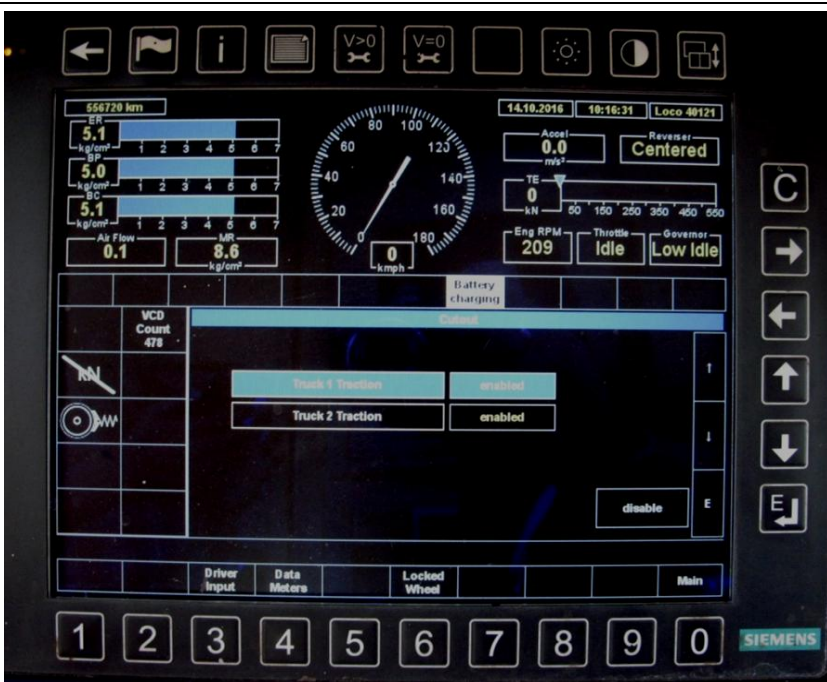 i
V>0
V=0
556720 km
14.10.2016
10:16:31
Loco 40121
ER
5.1
kg/cm²
1 2 3 4 5 6 7
BP
5.0
kg/cm²
1 2 3 4 5 6 7
BC
5.1
kg/cm²
1 2 3 4 5 6 7
Air Flow
0.1
MR
8.6
kg/cm²
0 20 40 60 80 100 120 140 160 180
0
kmph
Accel
0.0
m/s²
Reverser
Centered
TE
0
kN
50 150 250 350 450 550
Eng RPM
209
Throttle
Idle
Governor
Low Idle
Battery
charging
VCD
Count
478
Cutout
kN
Truck 1 Traction
enabled
Truck 2 Traction
enabled
disable
E
Driver
Input
Data
Meters
Locked
Wheel
Main
C
E
1 2 3 4 5 6 7 8 9 0
SIEMENS